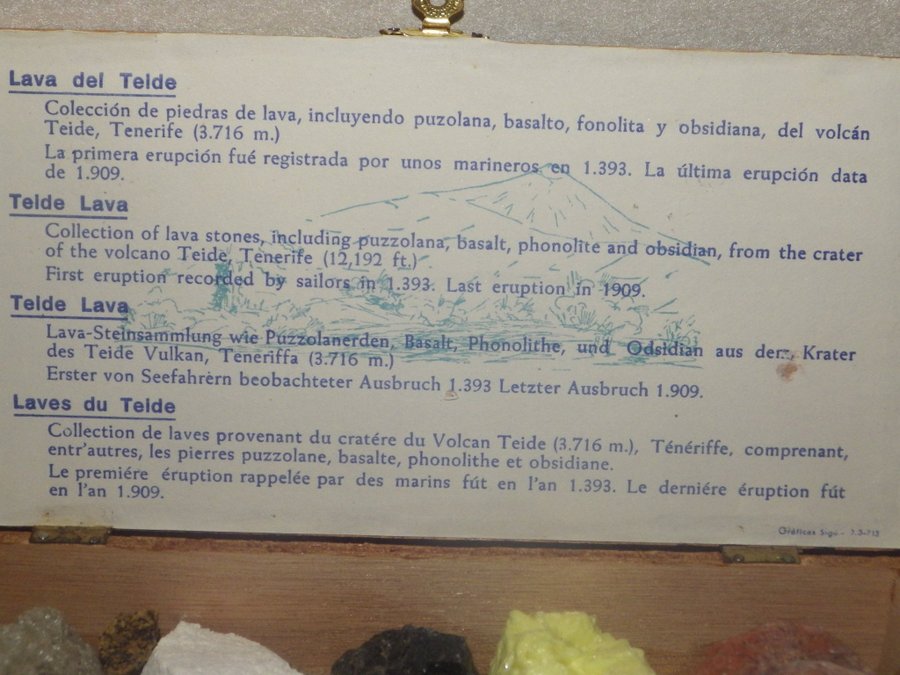 Lava del Teide
Colección de piedras de lava, incluyendo puzolana, basalto, fonolita y obsidiana, del volcán
Teide, Tenerife (3.716 m.)
La primera erupción fué registrada por unos marineros en 1.393. La última erupción data
de 1.909.
Teide Lava
Collection of lava stones, including puzzolana, basalt, phonolite and obsidian, from the crater
of the volcano Teide, Tenerife (12,192 ft.)
First eruption recorded by sailors in 1.393. Last eruption in 1909.
Teide Lava
Lava-Steinsammlung wie Puzzolanerden, Basalt, Phonolithe, und Odsidian aus dem Krater
des Teide Vulkan, Teneriffa (3.716 m.)
Erster von Seefahrern beobachteter Ausbruch 1.393 Letzter Ausbruch 1.909.
Laves du Teide
Collection de laves provenant du cratére du Volcan Teide (3.716 m.), Ténériffe, comprenant,
entr'autres, les pierres puzzolane, basalte, phonolithe et obsidiane.
Le premiére éruption rappelée par des marins fút en l'an 1.393. Le derniére éruption fút
en l'an 1.909.
Gráficas